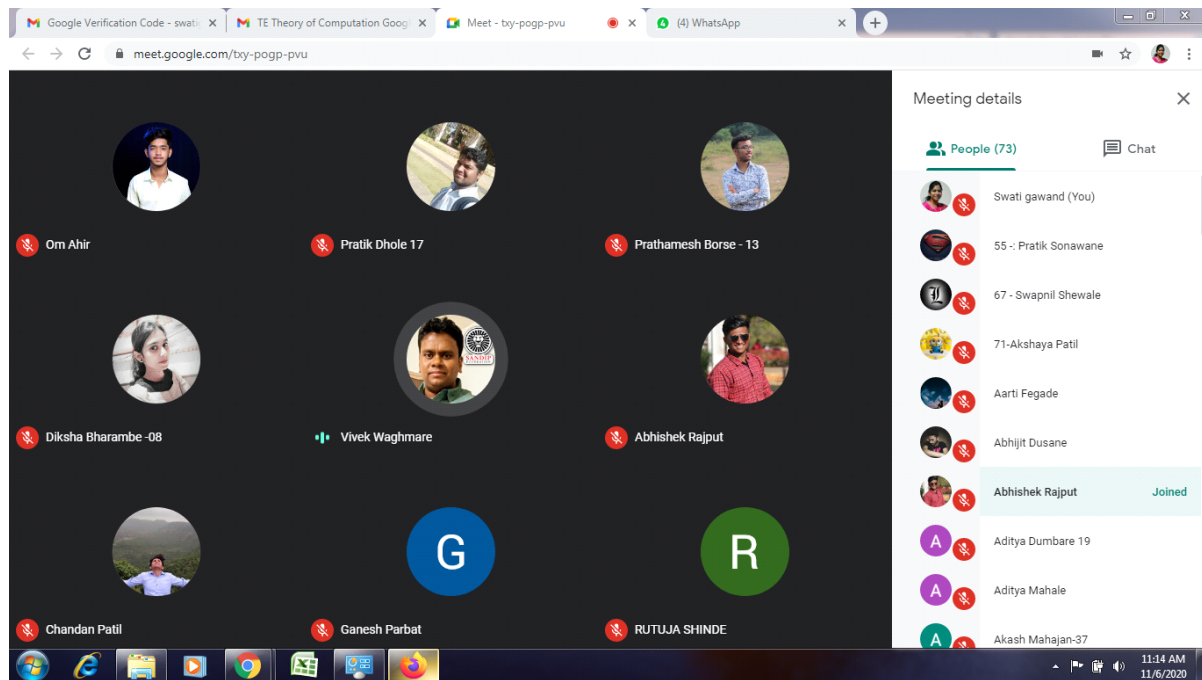 Google Verification Code - swati
TE Theory of Computation Goog
Meet - txy-pogp-pvu
(4) WhatsApp
meet.google.com/txy-pogp-pvu
Meeting details
People (73)
Chat
Om Ahir
Pratik Dhole 17
Prathamesh Borse - 13
SANDIP
Diksha Bharambe -08
Vivek Waghmare
Abhishek Rajput
G
R
Chandan Patil
Ganesh Parbat
RUTUJA SHINDE
Swati gawand (You)
55 -: Pratik Sonawane
67 - Swapnil Shewale
71-Akshaya Patil
Aarti Fegade
Abhijit Dusane
Abhishek Rajput Joined
A Aditya Dumbare 19
A Aditya Mahale
A Akash Mahajan-37
11:14 AM
11/6/2020